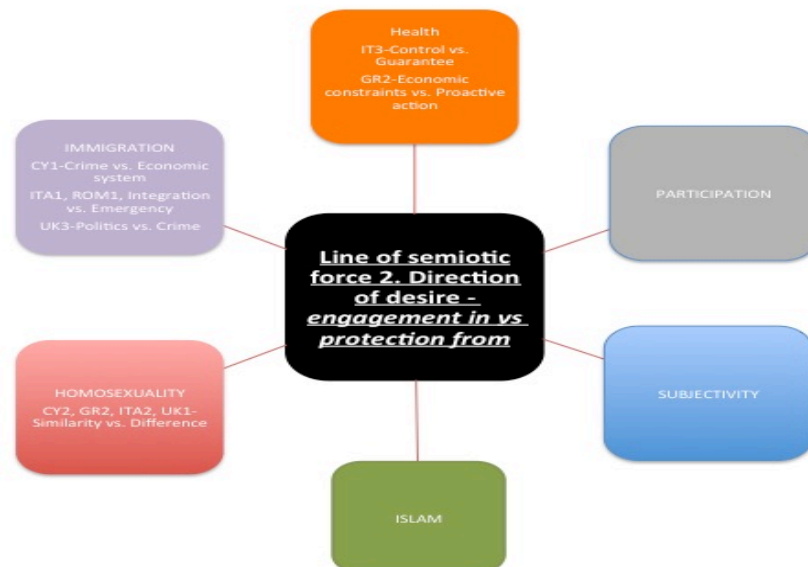 Health
IT3-Control vs.
Guarantee
GR2-Economic
constraints vs. Proactive
action
IMMIGRATION
CY1-Crime vs. Economic
system
ITA1, ROM1, Integration
vs. Emergency
UK3-Politics vs. Crime
PARTICIPATION
Line of semiotic
force 2. Direction
of desire -
engagement in vs
protection from
HOMOSEXUALITY
CY2, GR2, ITA2, UK1-
Similarity vs. Difference
SUBJECTIVITY
ISLAM